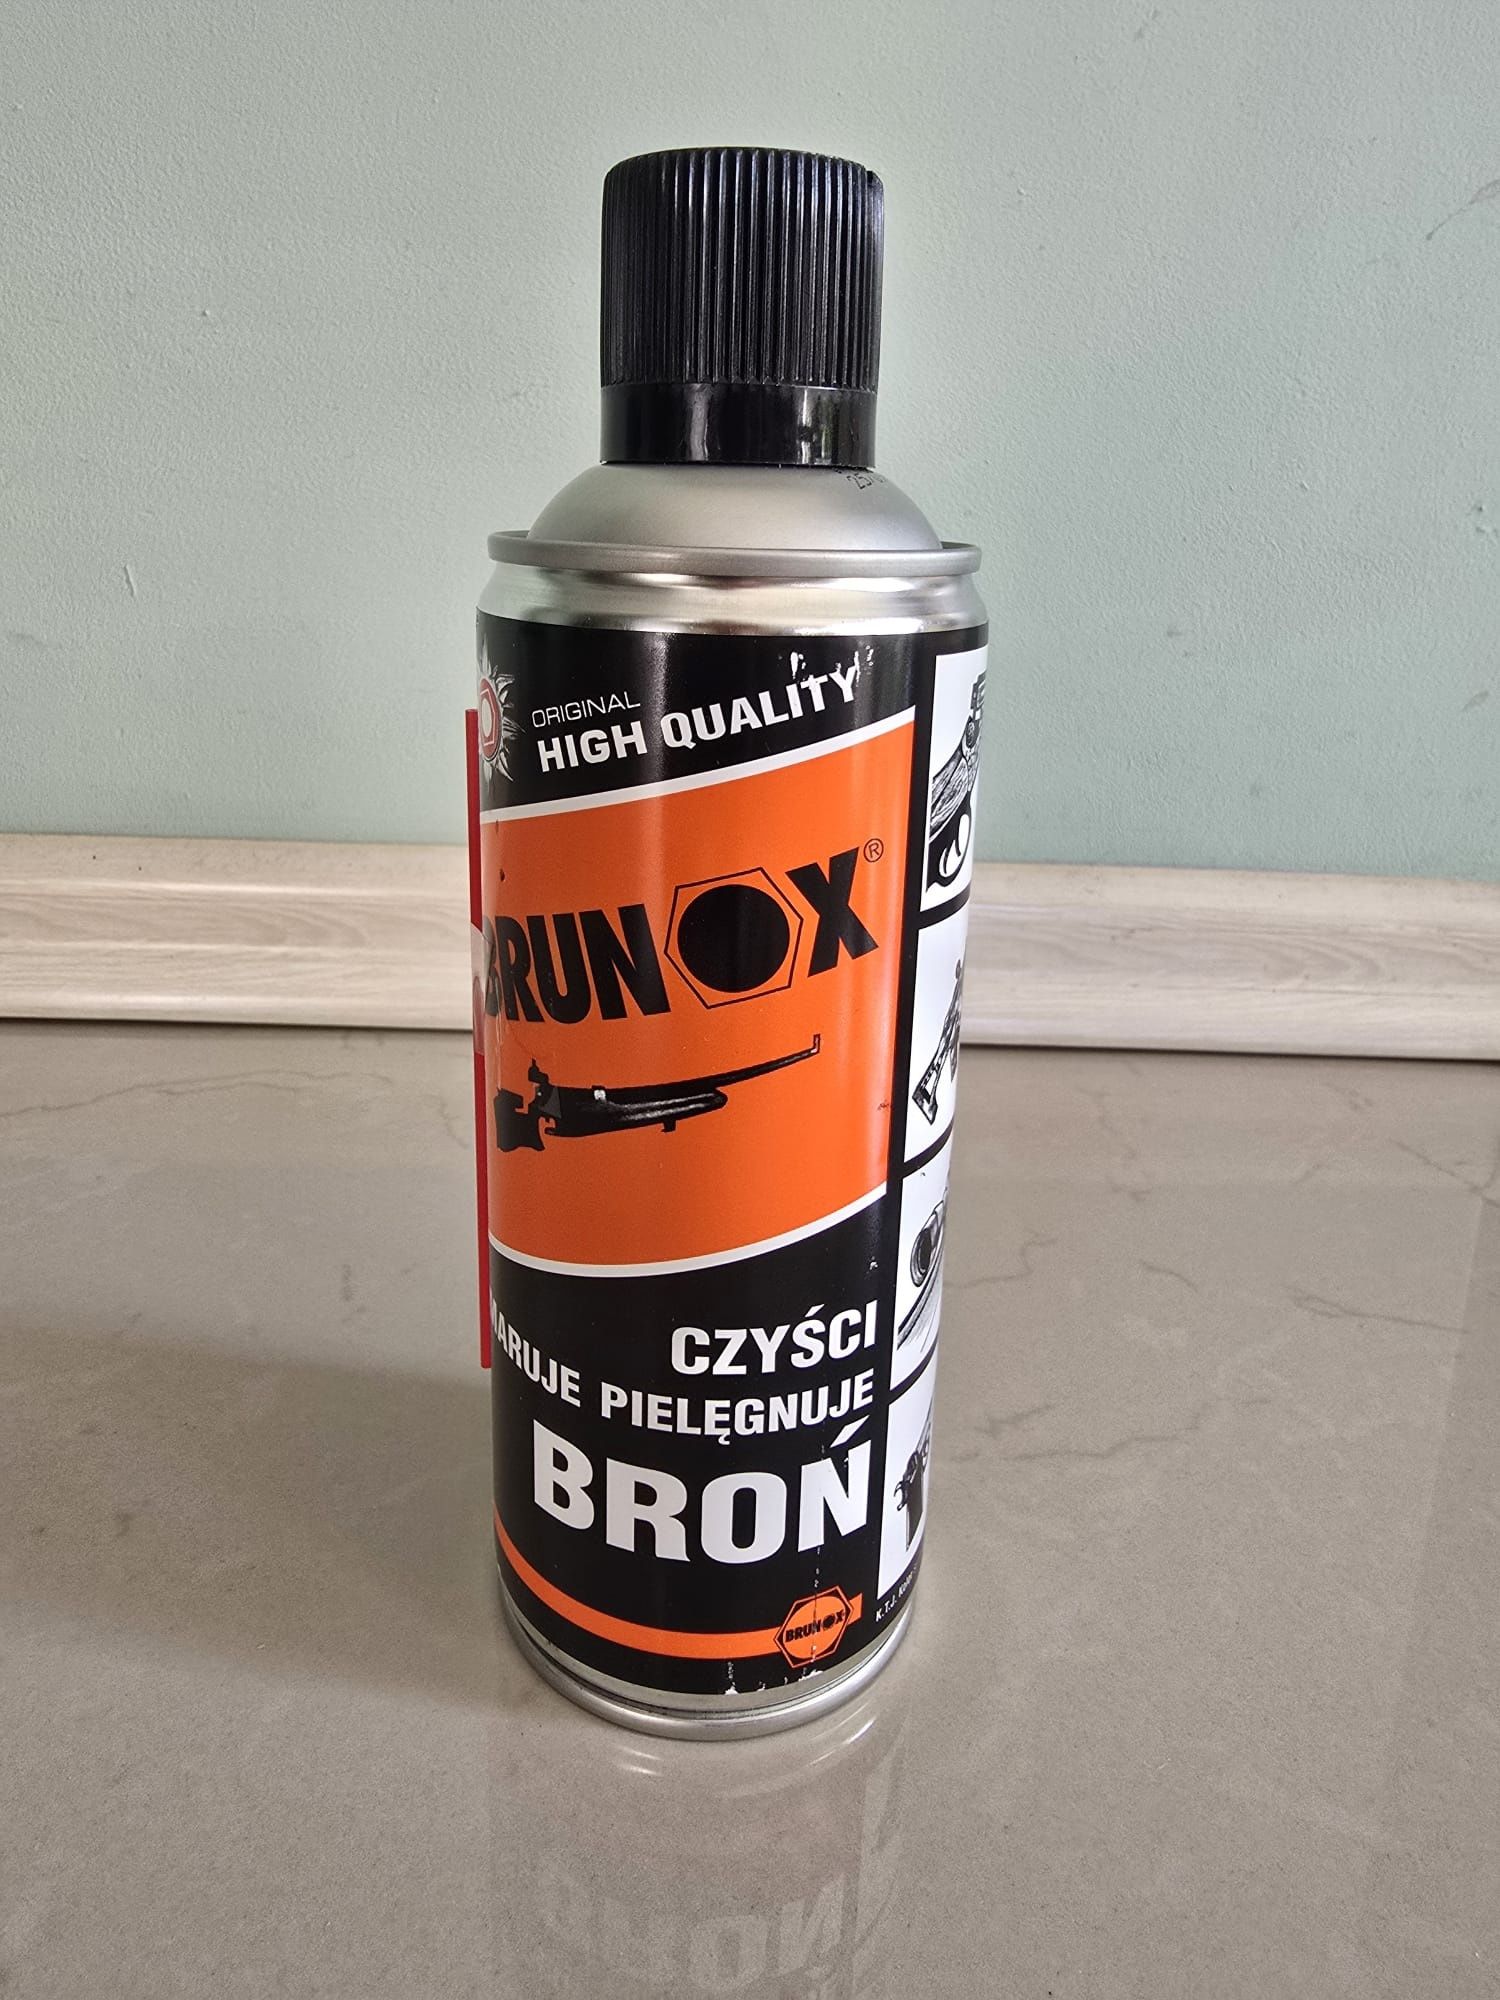 ORIGINAL
HIGH QUALITY
BRUNOX®
CZYŚCI
PIELĘGNUJE
BROŃ
BRUNOX
K.T.J.